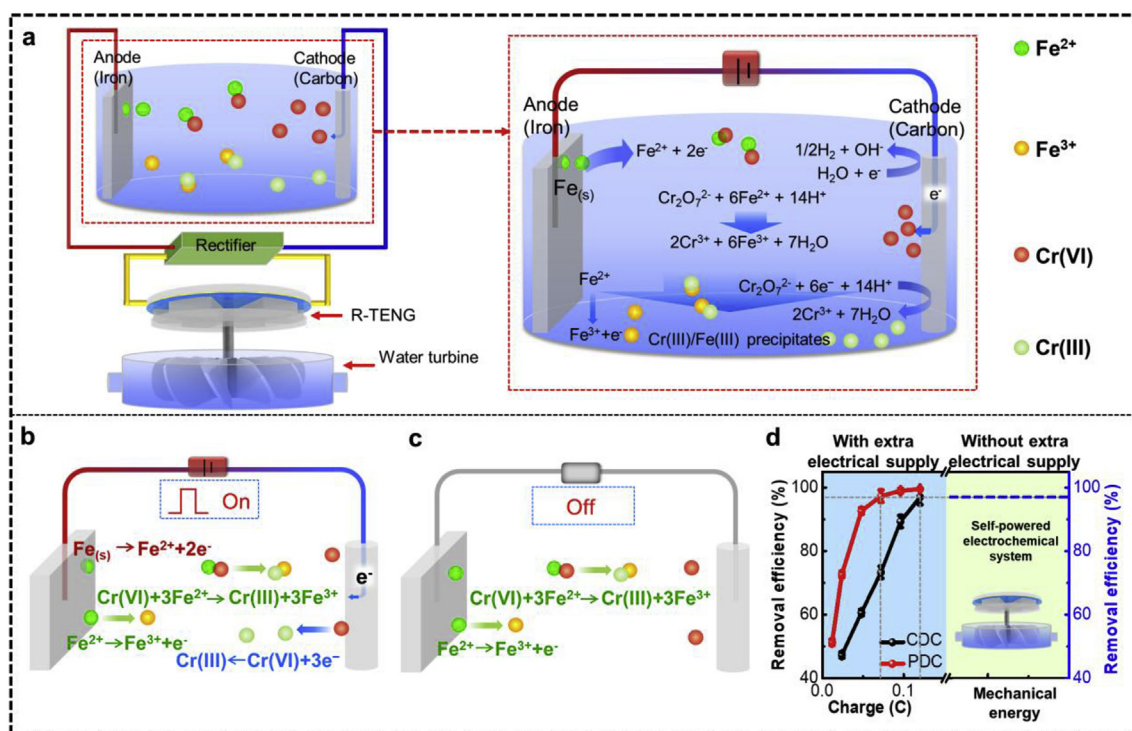 a
Anode
(Iron)
Cathode
(Carbon)
Rectifier
R-TENG
Water turbine
Anode
(Iron)
Cathode
(Carbon)
Fe²⁺ + 2e⁻
Fe(s)
1/2H₂ + OH⁻
H₂O + e⁻
e⁻
Cr₂O₇²⁻ + 6Fe²⁺ + 14H⁺
2Cr³⁺ + 6Fe³⁺ + 7H₂O
Fe²⁺
Fe³⁺+e⁻
Cr₂O₇²⁻ + 6e⁻ + 14H⁺
2Cr³⁺ + 7H₂O
Cr(III)/Fe(III) precipitates
Fe²⁺
Fe³⁺
Cr(VI)
Cr(III)
b
On
Fe(s)→Fe²⁺+2e⁻
e⁻
Cr(VI)+3Fe²⁺→Cr(III)+3Fe³⁺
Fe²⁺→Fe³⁺+e⁻
Cr(III)←Cr(VI)+3e⁻
c
Off
Cr(VI)+3Fe²⁺→Cr(III)+3Fe³⁺
Fe²⁺→Fe³⁺+e⁻
d
With extra
electrical supply
Without extra
electrical supply
Removal efficiency (%)
100
80
60
40
0.0
0.1
Charge (C)
CDC
PDC
Self-powered
electrochemical
system
Mechanical
energy
100
80
60
40
Removal efficiency (%)